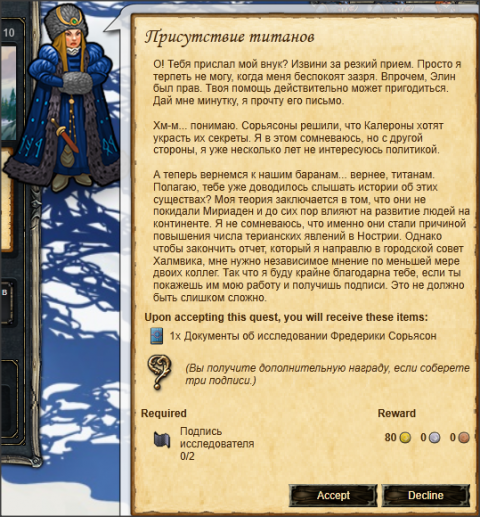 10
Присутствие титанов
О! Тебя прислал мой внук? Извини за резкий прием. Просто я
терпеть не могу, когда меня беспокоят зазря. Впрочем, Элин
был прав. Твоя помощь действительно может пригодиться.
Дай мне минутку, я прочту его письмо.
Хм-м... понимаю. Сорьясоны решили, что Калероны хотят
украсть их секреты. Я в этом сомневаюсь, но с другой
стороны, я уже несколько лет не интересуюсь политикой.
А теперь вернемся к нашим баранам... вернее, титанам.
Полагаю, тебе уже доводилось слышать истории об этих
существах? Моя теория заключается в том, что они не
покидали Мириаден и до сих пор влияют на развитие людей на
континенте. Я не сомневаюсь, что именно они стали причиной
повышения числа терианских явлений в Нострии. Однако
чтобы закончить отчет, который я направлю в городской совет
Халмвика, мне нужно независимое мнение по меньшей мере
двоих коллег. Так что я буду крайне благодарна тебе, если ты
покажешь им мою работу и получишь подписи. Это не должно
быть слишком сложно.
Upon accepting this quest, you will receive these items:
1x Документы об исследовании Фредерики Сорьясон
(Вы получите дополнительную награду, если соберете
три подписи.)
Required
Reward
Подпись
исследователя
0/2
80 0 0
Accept
Decline